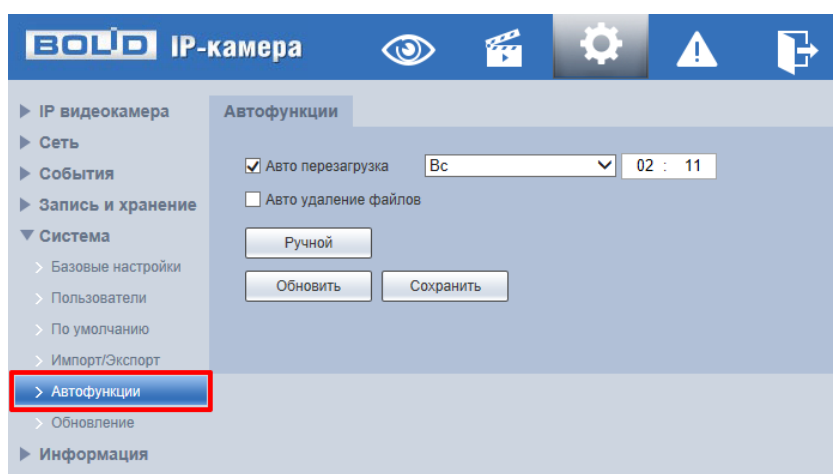 BOLID IP-камера
IP видеокамера
Сеть
События
Запись и хранение
Система
Базовые настройки
Пользователи
По умолчанию
Импорт/Экспорт
Автофункции
Обновление
Информация
Автофункции
Авто перезагрузка Вс 02 : 11
Авто удаление файлов
Ручной
Обновить Сохранить